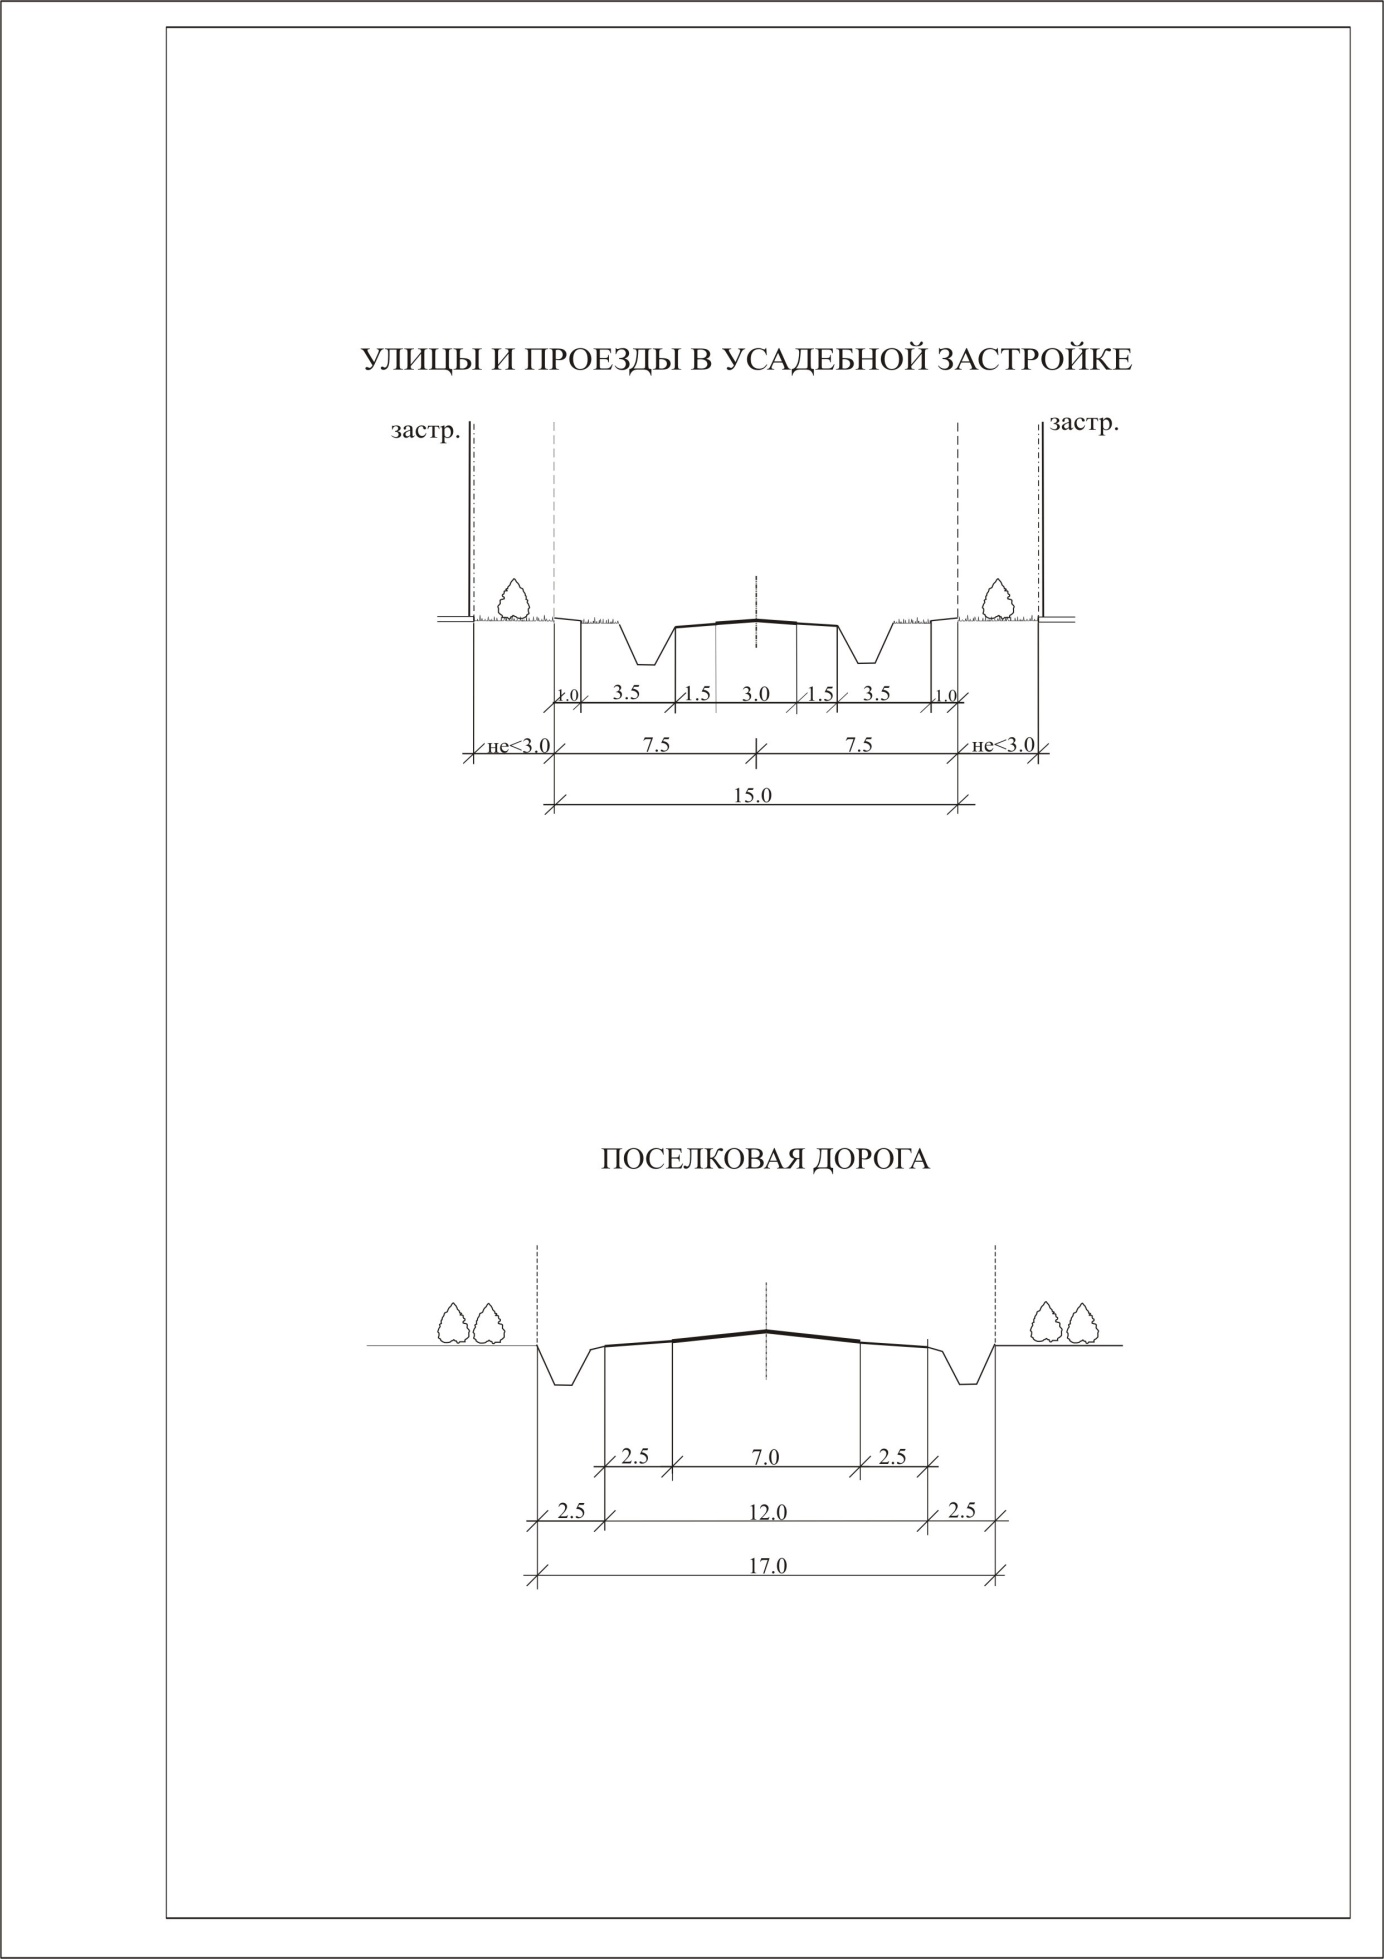 УЛИЦЫ И ПРОЕЗДЫ В УСАДЕБНОЙ ЗАСТРОЙКЕ
застр. застр.
1.0 3.5 1.5 3.0 1.5 3.5 1.0
не<3.0 7.5 7.5 не<3.0
15.0
ПОСЕЛКОВАЯ ДОРОГА
2.5 7.0 2.5
2.5 12.0 2.5
17.0